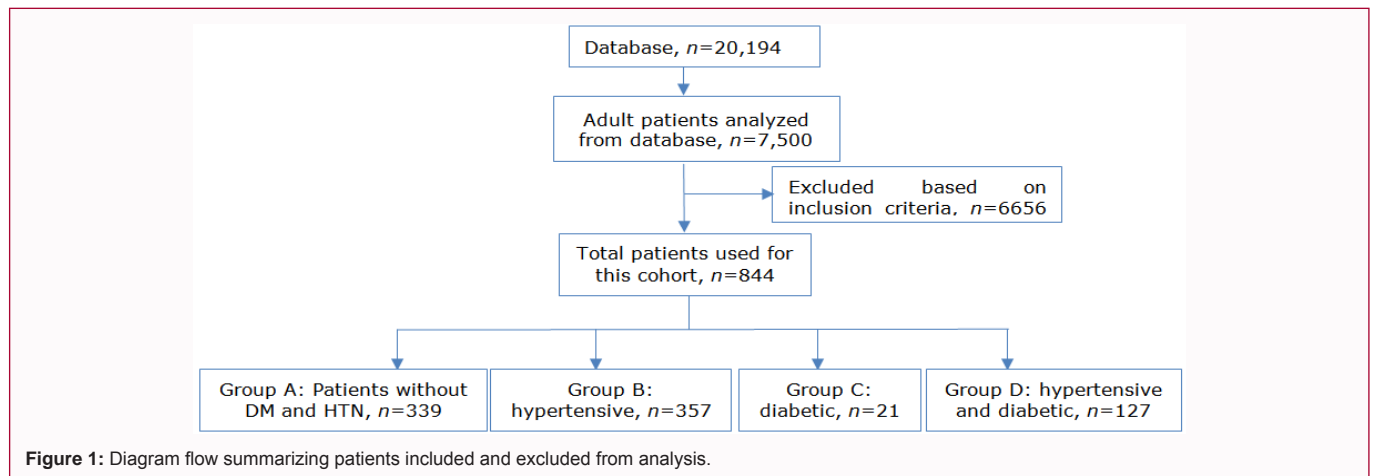 Database, n=20,194
Adult patients analyzed
from database, n=7,500
Excluded based on
inclusion criteria, n=6656
Total patients used for
this cohort, n=844
Group A: Patients without
DM and HTN, n=339
Group B:
hypertensive, n=357
Group C:
diabetic, n=21
Group D: hypertensive
and diabetic, n=127
Figure 1: Diagram flow summarizing patients included and excluded from analysis.